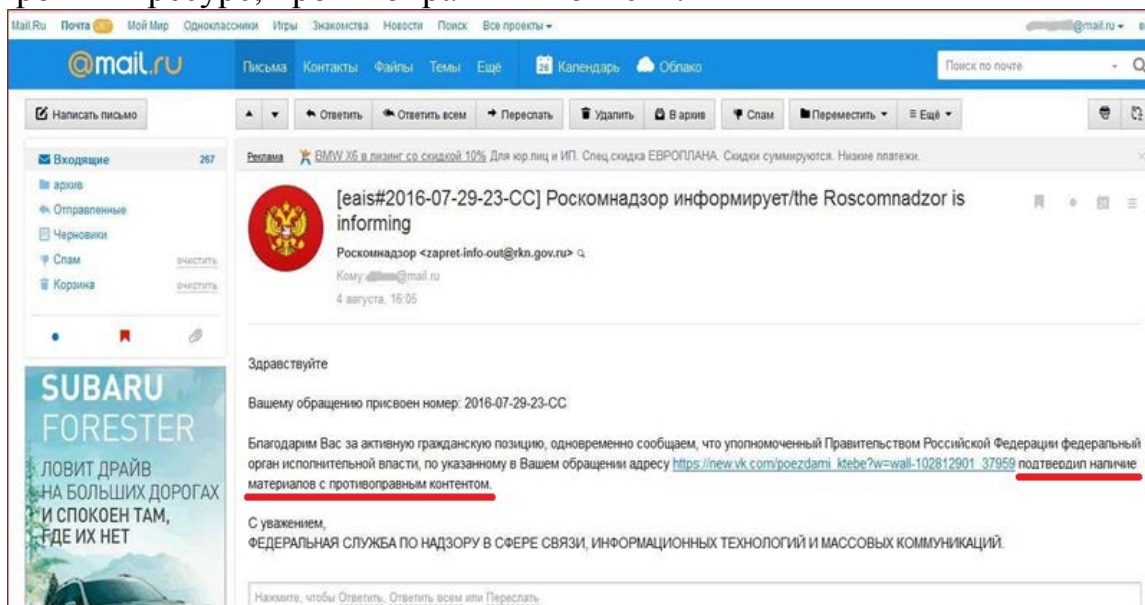 Mail.Ru Почта Мой Мир Одноклассники Игры Знакомства Новости Поиск Все проекты @mail.ru
@mail.ru Письма Контакты Файлы Темы Ещё 26 Календарь Облако Поиск по почте
Написать письмо Ответить Ответить всем Переслать Удалить В архив Спам Переместить Ещё
Входящие 267
архив
Отправленные
Черновики
Спам очистить
Корзина очистить
SUBARU
FORESTER
ЛОВИТ ДРАЙВ
НА БОЛЬШИХ ДОРОГАХ
И СПОКОЕН ТАМ,
ГДЕ ИХ НЕТ
Реклама BMW X6 в лизинг со скидкой 10% Для юр.лиц и ИП. Спец.скидка ЕВРОПЛАНА. Скидки суммируются. Низкие платежи.
[eais#2016-07-29-23-CC] Роскомнадзор информирует/the Roscomnadzor is
informing
Роскомнадзор <zapret-info-out@rkn.gov.ru>
Кому: @mail.ru
4 августа, 16:05
Здравствуйте
Вашему обращению присвоен номер: 2016-07-29-23-CC
Благодарим Вас за активную гражданскую позицию, одновременно сообщаем, что уполномоченный Правительством Российской Федерации федеральный
орган исполнительной власти, по указанному в Вашем обращении адресу https://new.vk.com/poezdami_ktebe?w=wall-102812901_37959 подтвердил наличие
материалов с противоправным контентом.
С уважением,
ФЕДЕРАЛЬНАЯ СЛУЖБА ПО НАДЗОРУ В СФЕРЕ СВЯЗИ, ИНФОРМАЦИОННЫХ ТЕХНОЛОГИЙ И МАССОВЫХ КОММУНИКАЦИЙ.
Нажмите, чтобы Ответить, Ответить всем или Переслать